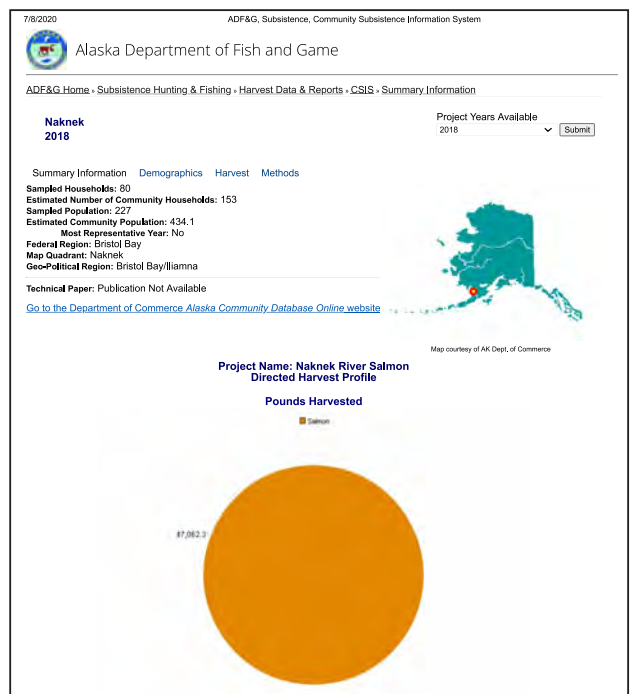 7/8/2020 ADF&G, Subsistence, Community Subsistence Information System
Alaska Department of Fish and Game
ADF&G Home » Subsistence Hunting & Fishing » Harvest Data & Reports » CSIS » Summary Information
Naknek
2018
Project Years Available
2018 Submit
Summary Information Demographics Harvest Methods
Sampled Households: 80
Estimated Number of Community Households: 153
Sampled Population: 227
Estimated Community Population: 434.1
Most Representative Year: No
Federal Region: Bristol Bay
Map Quadrant: Naknek
Geo-Political Region: Bristol Bay/Iliamna
Technical Paper: Publication Not Available
Go to the Department of Commerce Alaska Community Database Online website
Map courtesy of AK Dept. of Commerce
Project Name: Naknek River Salmon
Directed Harvest Profile
Pounds Harvested
Salmon